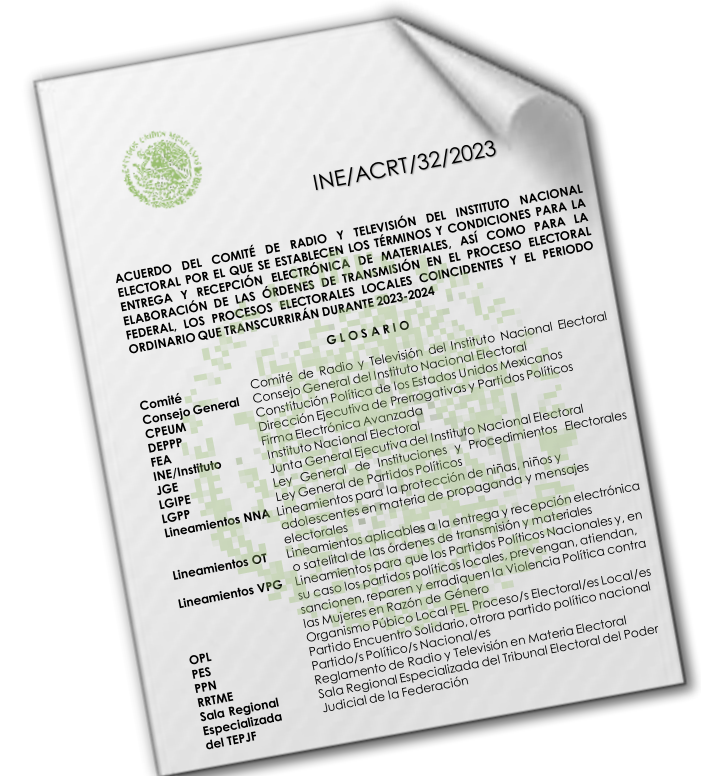 ESTADOS UNIDOS MEXICANOS
INE/ACRT/32/2023
ACUERDO DEL COMITÉ DE RADIO Y TELEVISIÓN DEL INSTITUTO NACIONAL
ELECTORAL POR EL QUE SE ESTABLECEN LOS TÉRMINOS Y CONDICIONES PARA LA
ENTREGA Y RECEPCIÓN ELECTRÓNICA DE MATERIALES, ASÍ COMO PARA LA
ELABORACIÓN DE LAS ÓRDENES DE TRANSMISIÓN EN EL PROCESO ELECTORAL
FEDERAL, LOS PROCESOS ELECTORALES LOCALES COINCIDENTES Y EL PERIODO
ORDINARIO QUE TRANSCURRIRÁN DURANTE 2023-2024
GLOSARIO
Comité Comité de Radio y Televisión del Instituto Nacional Electoral
Consejo General Consejo General del Instituto Nacional Electoral
CPEUM Constitución Política de los Estados Unidos Mexicanos
DEPPP Dirección Ejecutiva de Prerrogativas y Partidos Políticos
FEA Firma Electrónica Avanzada
INE/Instituto Instituto Nacional Electoral
JGE Junta General Ejecutiva del Instituto Nacional Electoral
LGIPE Ley General de Instituciones y Procedimientos Electorales
LGPP Ley General de Partidos Políticos
Lineamientos NNA Lineamientos para la protección de niñas, niños y
adolescentes en materia de propaganda y mensajes
electorales
Lineamientos OT Lineamientos aplicables a la entrega y recepción electrónica
o satelital de las órdenes de transmisión y materiales
Lineamientos VPG Lineamientos para que los Partidos Políticos Nacionales y, en
su caso los partidos políticos locales, prevengan, atiendan,
sancionen, reparen y erradiquen la Violencia Política contra
las Mujeres en Razón de Género
OPL Organismo Púbico Local PEL Proceso/s Electoral/es Local/es
PES Partido Encuentro Solidario, otrora partido político nacional
PPN Partido/s Político/s Nacional/es
RRTME Reglamento de Radio y Televisión en Materia Electoral
Sala Regional Sala Regional Especializada del Tribunal Electoral del Poder
Especializada Judicial de la Federación
del TEPJF